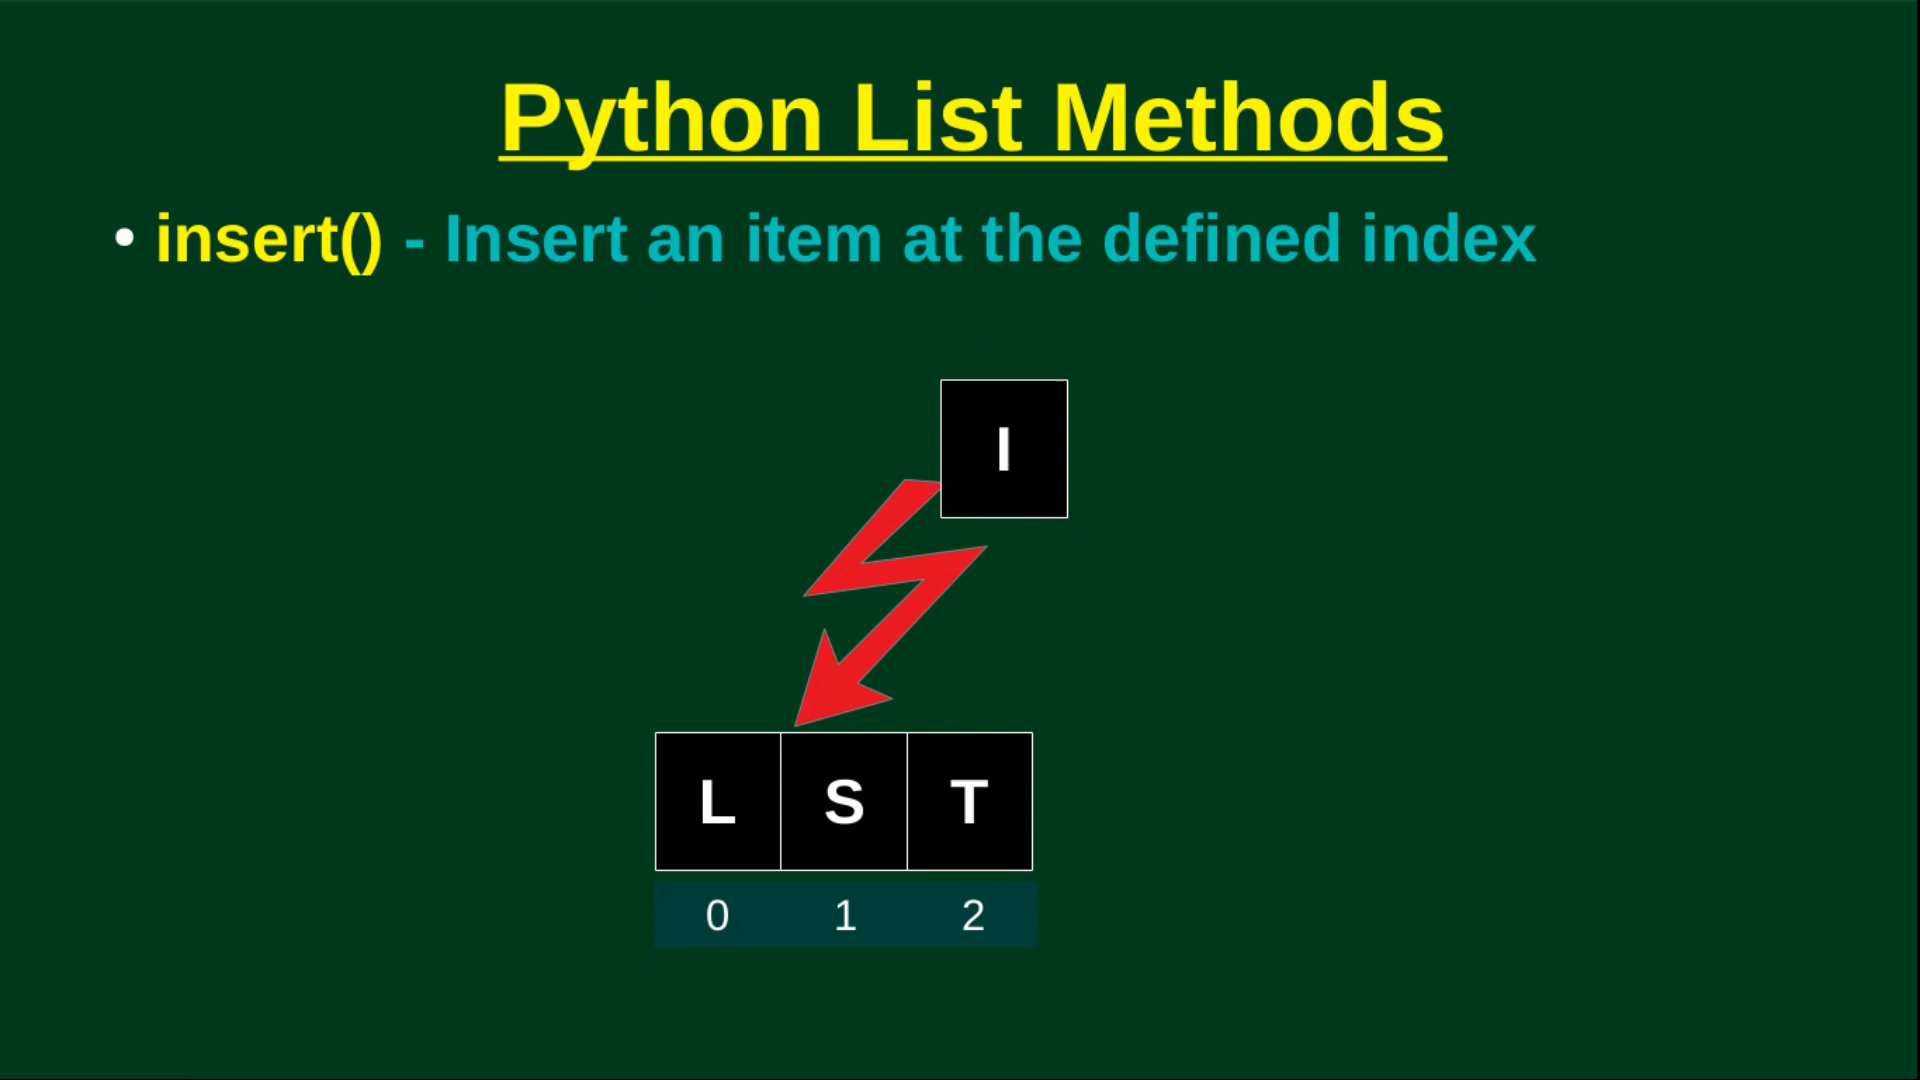 Python List Methods
• insert() - Insert an item at the defined index
I
L S T
0 1 2